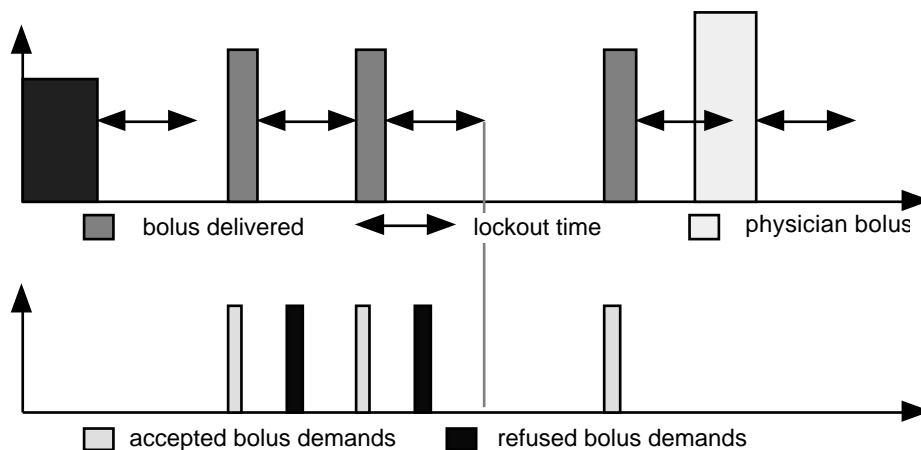 bolus delivered lockout time physician bolus
accepted bolus demands refused bolus demands